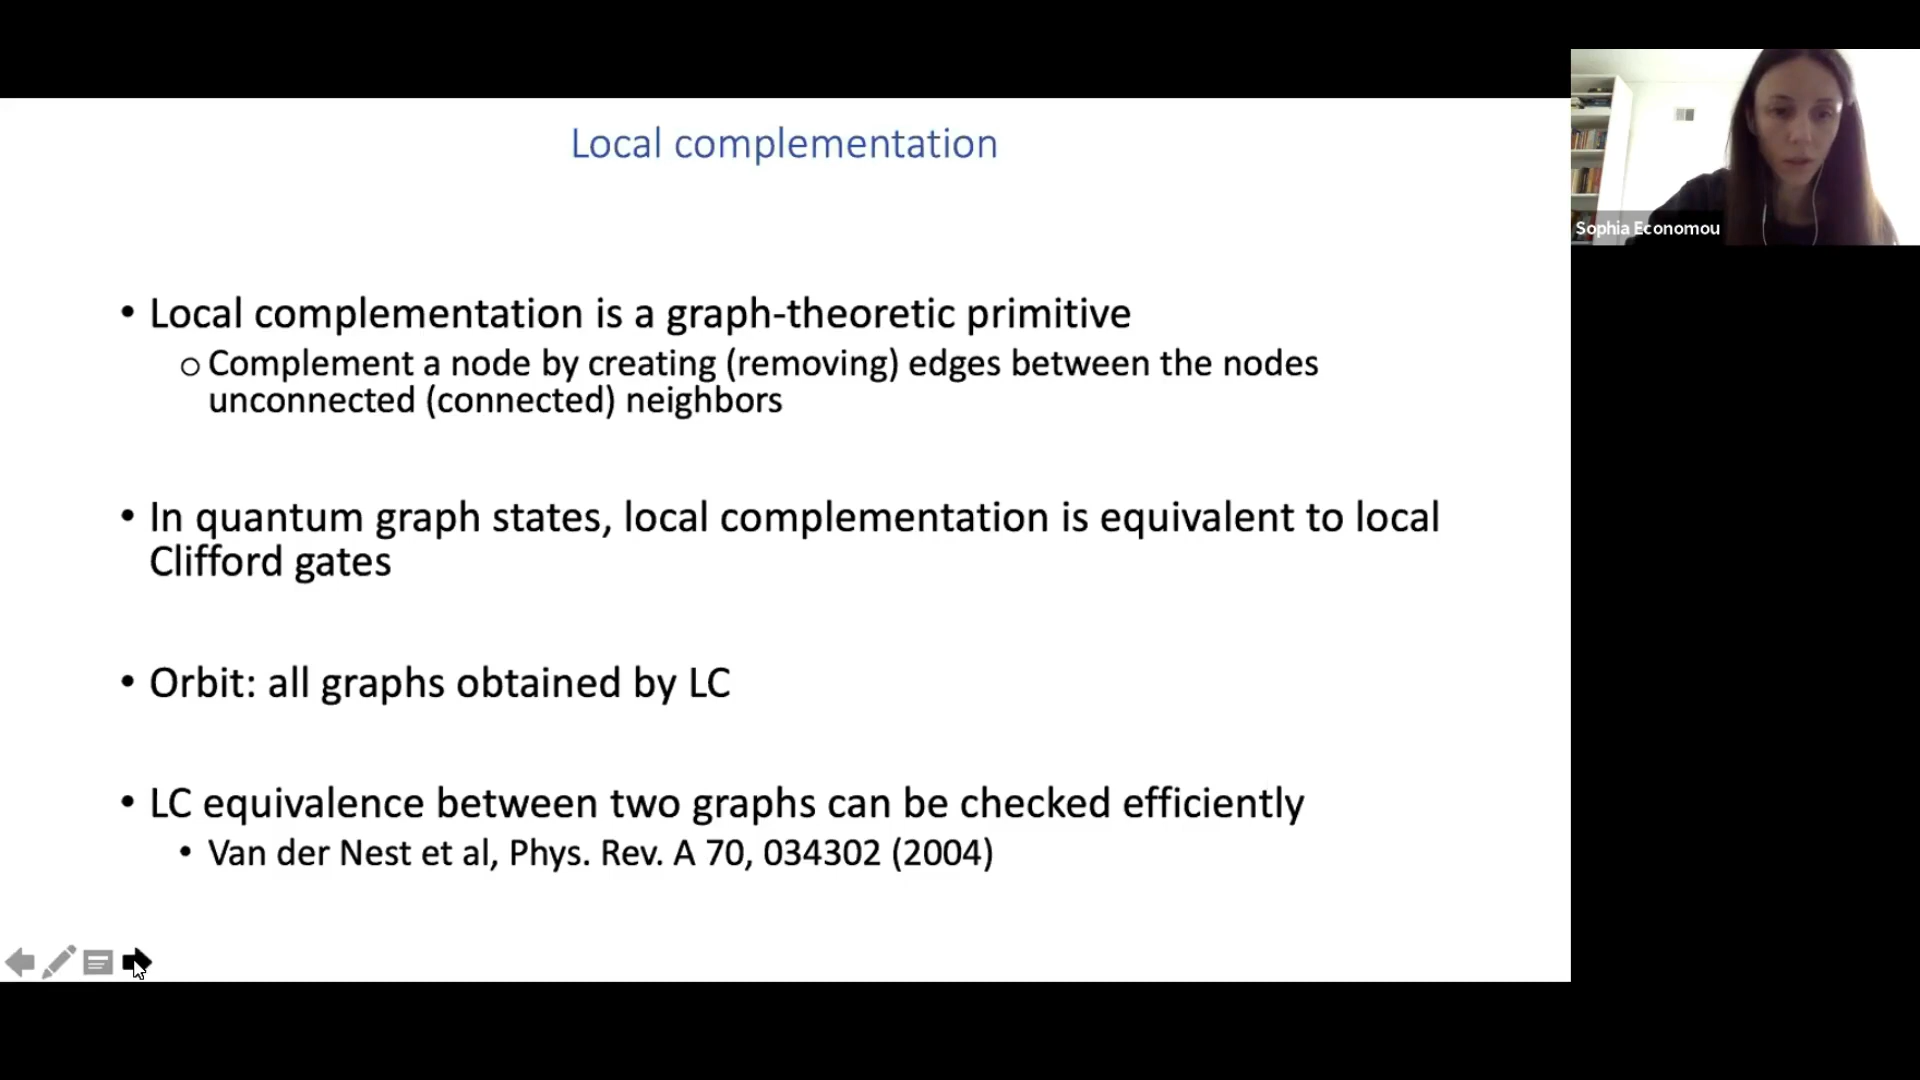 Local complementation
Sophia Economou
• Local complementation is a graph-theoretic primitive
o Complement a node by creating (removing) edges between the nodes
unconnected (connected) neighbors
• In quantum graph states, local complementation is equivalent to local
Clifford gates
• Orbit: all graphs obtained by LC
• LC equivalence between two graphs can be checked efficiently
• Van der Nest et al, Phys. Rev. A 70, 034302 (2004)